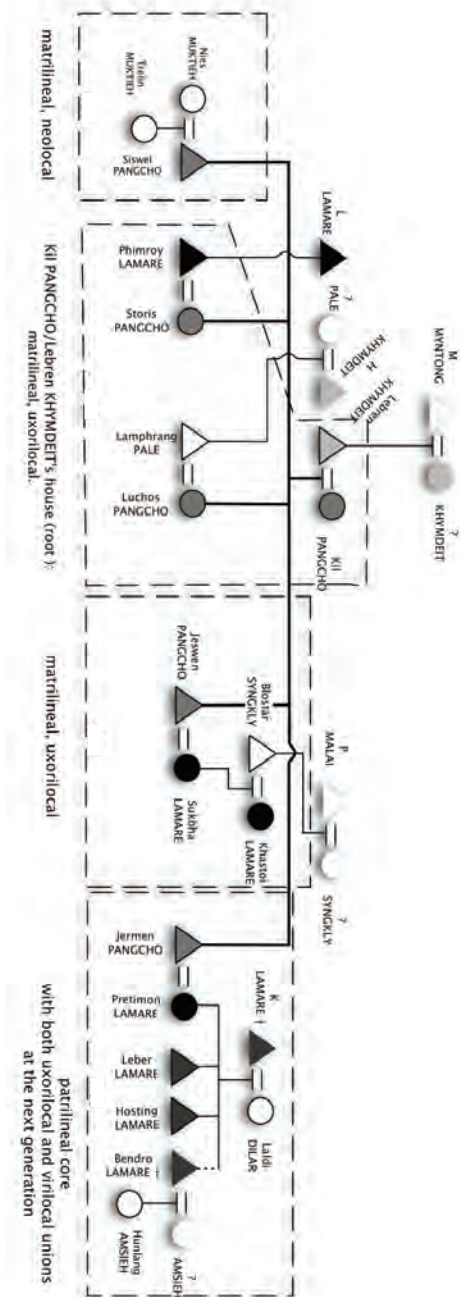 Nies
MUKTIEH
Trelin
MUKTIEH
Siswel
PANGCHO
matrilineal, neolocal
L
LAMARE
?
PALE
H
KHYMDEIT
Lebren
KHYMDEIT
M
MYNTONG
?
KHYMDEIT
Phimroy
LAMARE
Storis
PANGCHO
Lamphrang
PALE
Luchos
PANGCHO
Kil
PANGCHO
Kil PANGCHO/Lebren KHYMDEIT's house (root):
matrilineal, uxorilocal.
P
MALAI
?
SYNGKLY
Blostar
SYNGKLY
Khastoi
LAMARE
Jeswen
PANGCHO
Sukbha
LAMARE
matrilineal, uxorilocal
K
LAMARE †
Laldi
DILAR
Jermen
PANGCHO
Pretimon
LAMARE
Leber
LAMARE
Hosting
LAMARE
Bendro
LAMARE †
?
AMSIEH
Hunlang
AMSIEH
patrilineal core
with both uxorilocal and virilocal unions
at the next generation